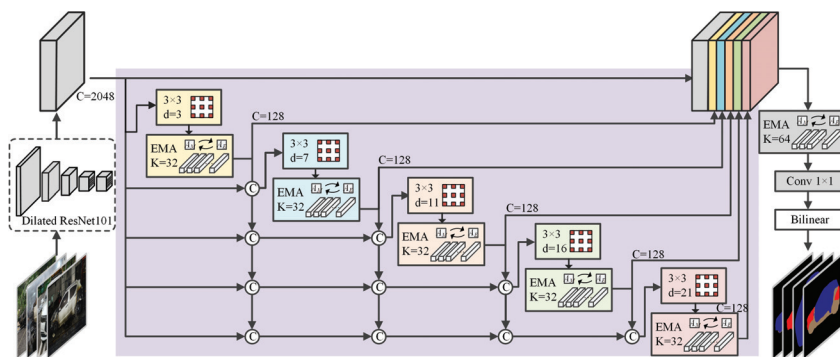 C=2048
Dilated ResNet101
3×3
d=3
EMA
K=32
C=128
3×3
d=7
EMA
K=32
C=128
3×3
d=11
EMA
K=32
C=128
3×3
d=16
EMA
K=32
C=128
3×3
d=21
EMA
K=32
C=128
C
C
C
C
C
C
C
C
C
C
EMA
K=64
Conv 1×1
Bilinear